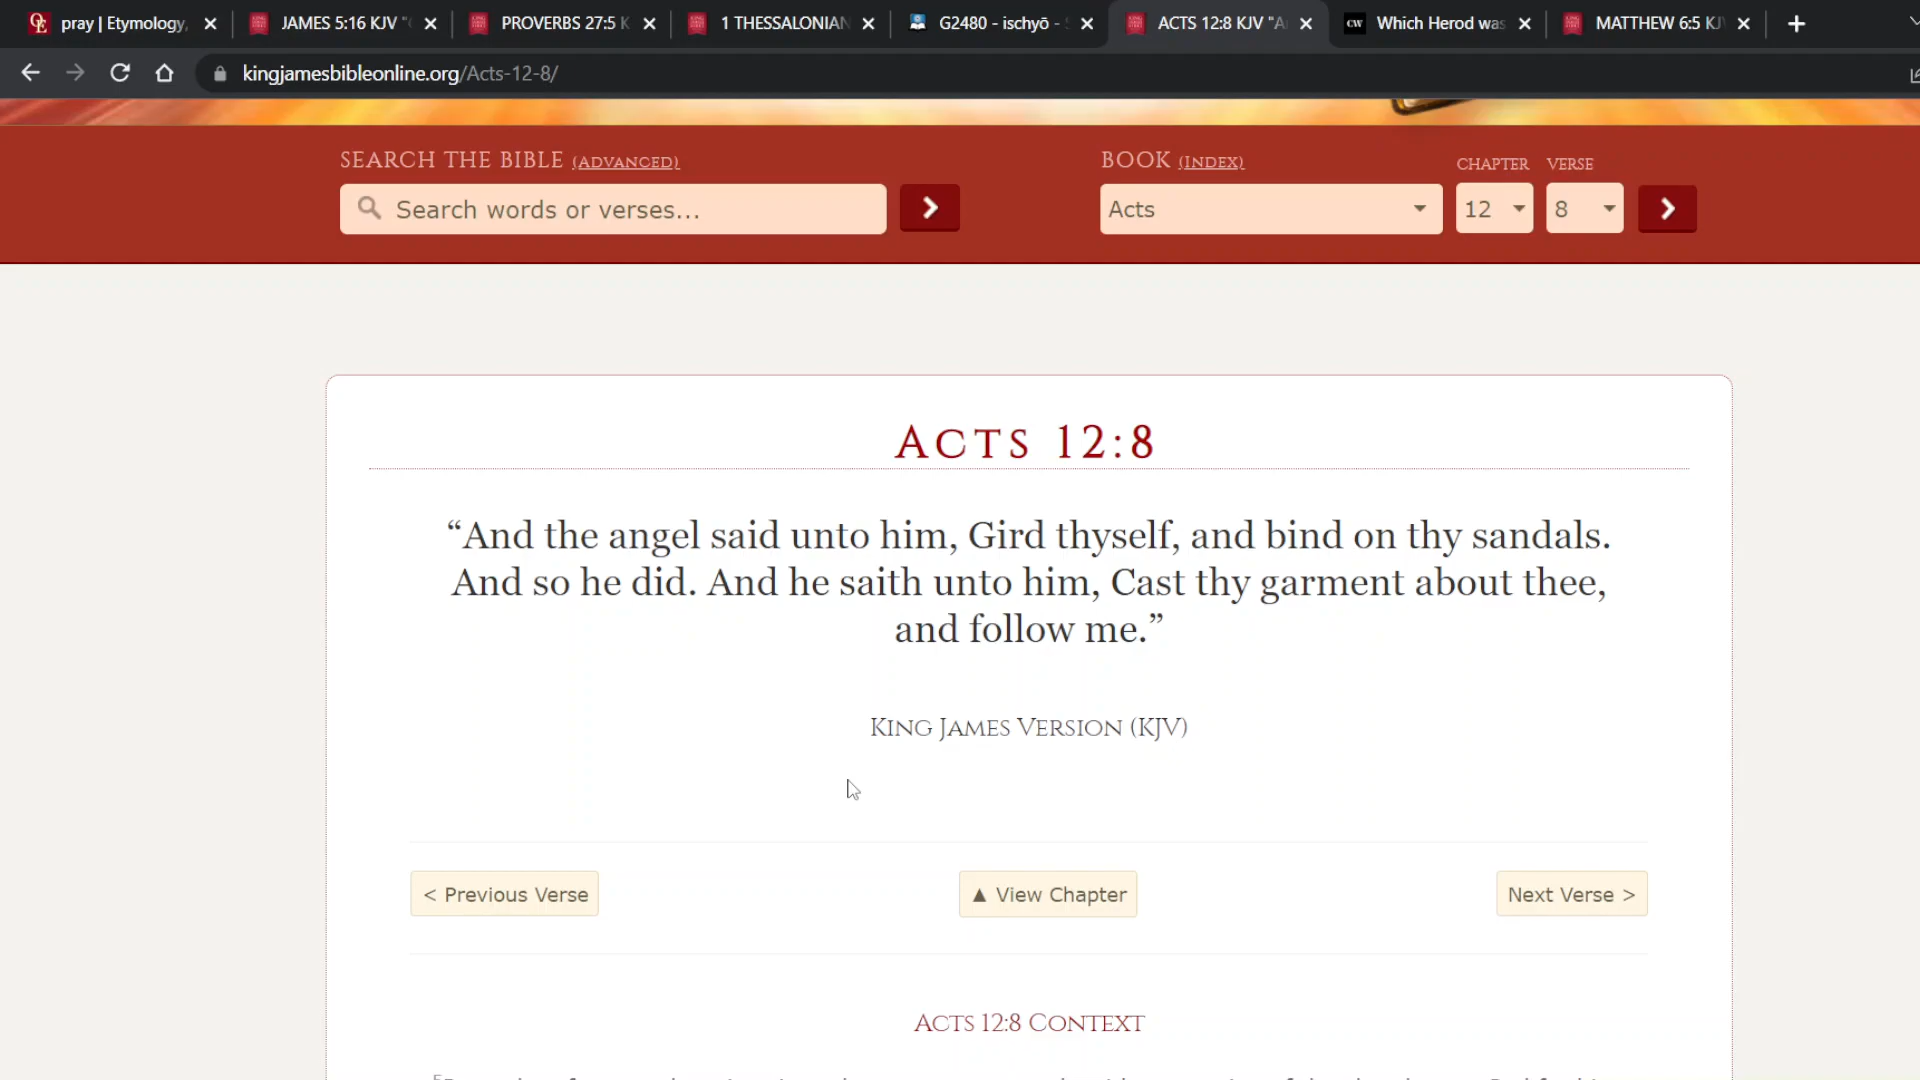 pray | Etymology,
JAMES 5:16 KJV "
PROVERBS 27:5 K
1 THESSALONIAN
G2480 - ischyō -
ACTS 12:8 KJV "A
CW Which Herod was
MATTHEW 6:5 KJV
kingjamesbibleonline.org/Acts-12-8/
SEARCH THE BIBLE (ADVANCED)
BOOK (INDEX)
CHAPTER
VERSE
Search words or verses...
Acts
12
8
ACTS 12:8
“And the angel said unto him, Gird thyself, and bind on thy sandals.
And so he did. And he saith unto him, Cast thy garment about thee,
and follow me.”
KING JAMES VERSION (KJV)
< Previous Verse
▲ View Chapter
Next Verse >
ACTS 12:8 CONTEXT